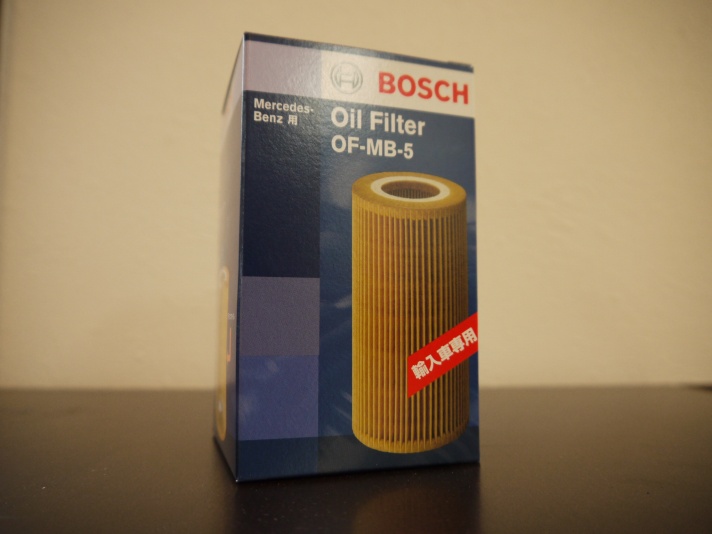 BOSCH
Mercedes-
Benz 用
Oil Filter
OF-MB-5
輸入車専用